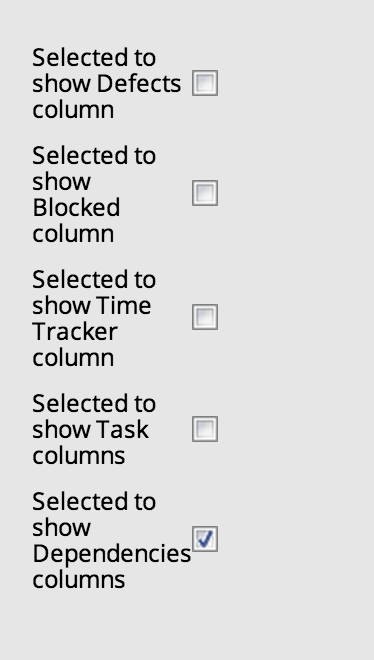 Selected to
show Defects
column
Selected to
show
Blocked
column
Selected to
show Time
Tracker
column
Selected to
show Task
columns
Selected to
show
Dependencies
columns